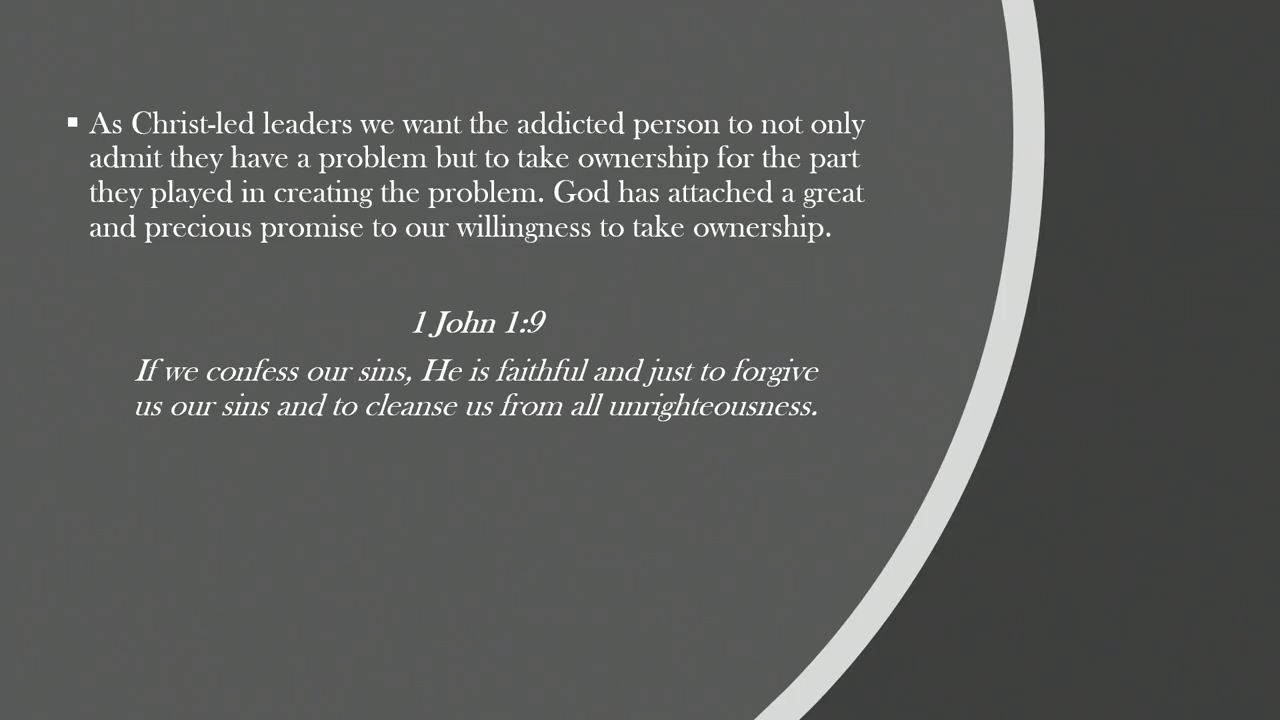 ▪ As Christ-led leaders we want the addicted person to not only
admit they have a problem but to take ownership for the part
they played in creating the problem. God has attached a great
and precious promise to our willingness to take ownership.
1 John 1:9
If we confess our sins, He is faithful and just to forgive
us our sins and to cleanse us from all unrighteousness.